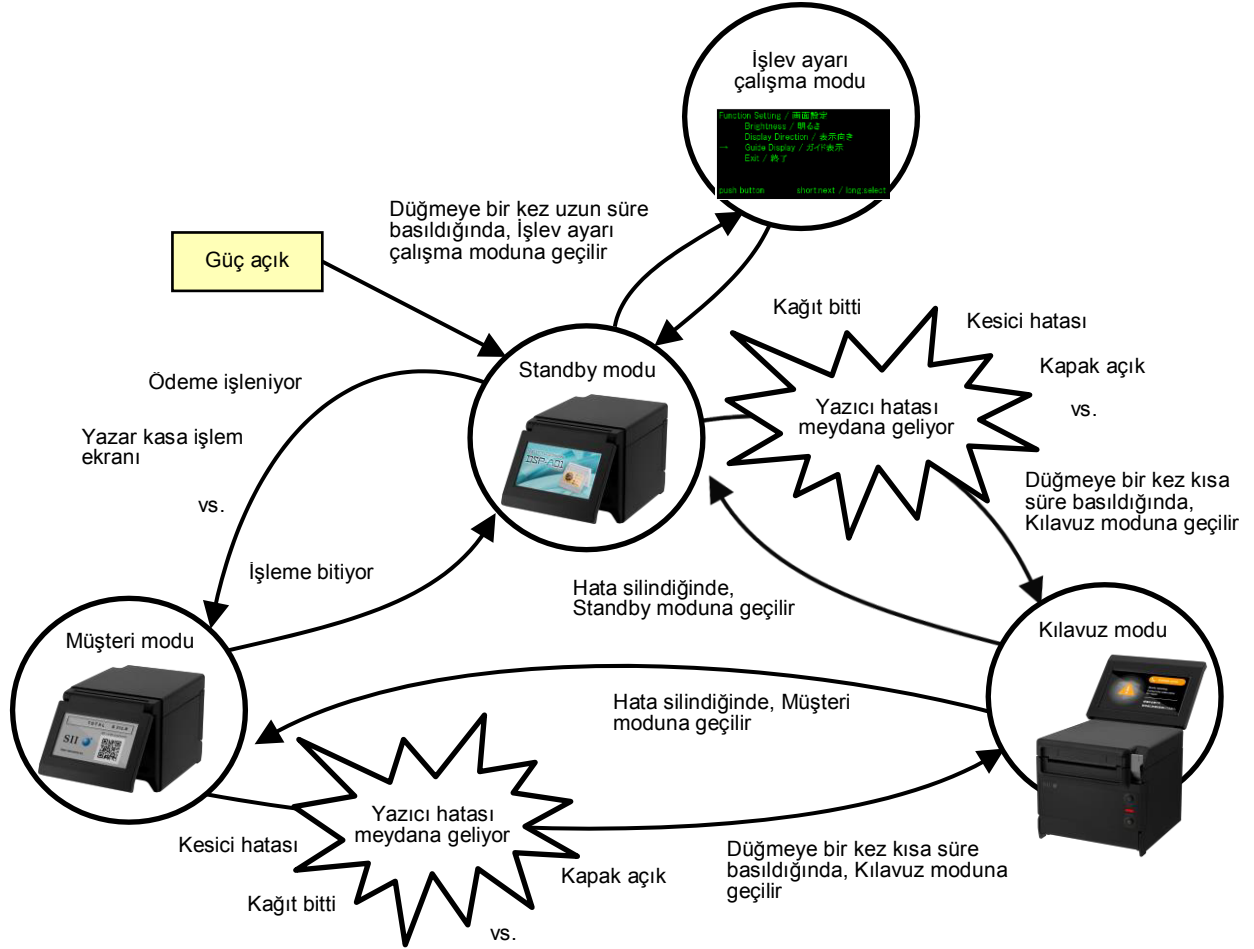 İşlev ayarı
çalışma modu
Function Setting / 画面設定
Brightness / 明るさ
Display Direction / 表示向き
→ Guide Display / ガイド表示
Exit / 終了
push button short:next / long:select
Düğmeye bir kez uzun süre
basıldığında, İşlev ayarı
çalışma moduna geçilir
Güç açık
Kağıt bitti
Kesici hatası
Kapak açık
vs.
Standby modu
DSP-A01
Yazıcı hatası
meydana geliyor
Ödeme işleniyor
Yazar kasa işlem
ekranı
vs.
Düğmeye bir kez kısa
süre basıldığında,
Kılavuz moduna geçilir
İşleme bitiyor
Hata silindiğinde,
Standby moduna geçilir
Müşteri modu
TOTAL
SII
Kılavuz modu
Hata silindiğinde, Müşteri
moduna geçilir
Yazıcı hatası
meydana geliyor
Kesici hatası
Kağıt bitti
Kapak açık
vs.
Düğmeye bir kez kısa süre
basıldığında, Kılavuz moduna
geçilir